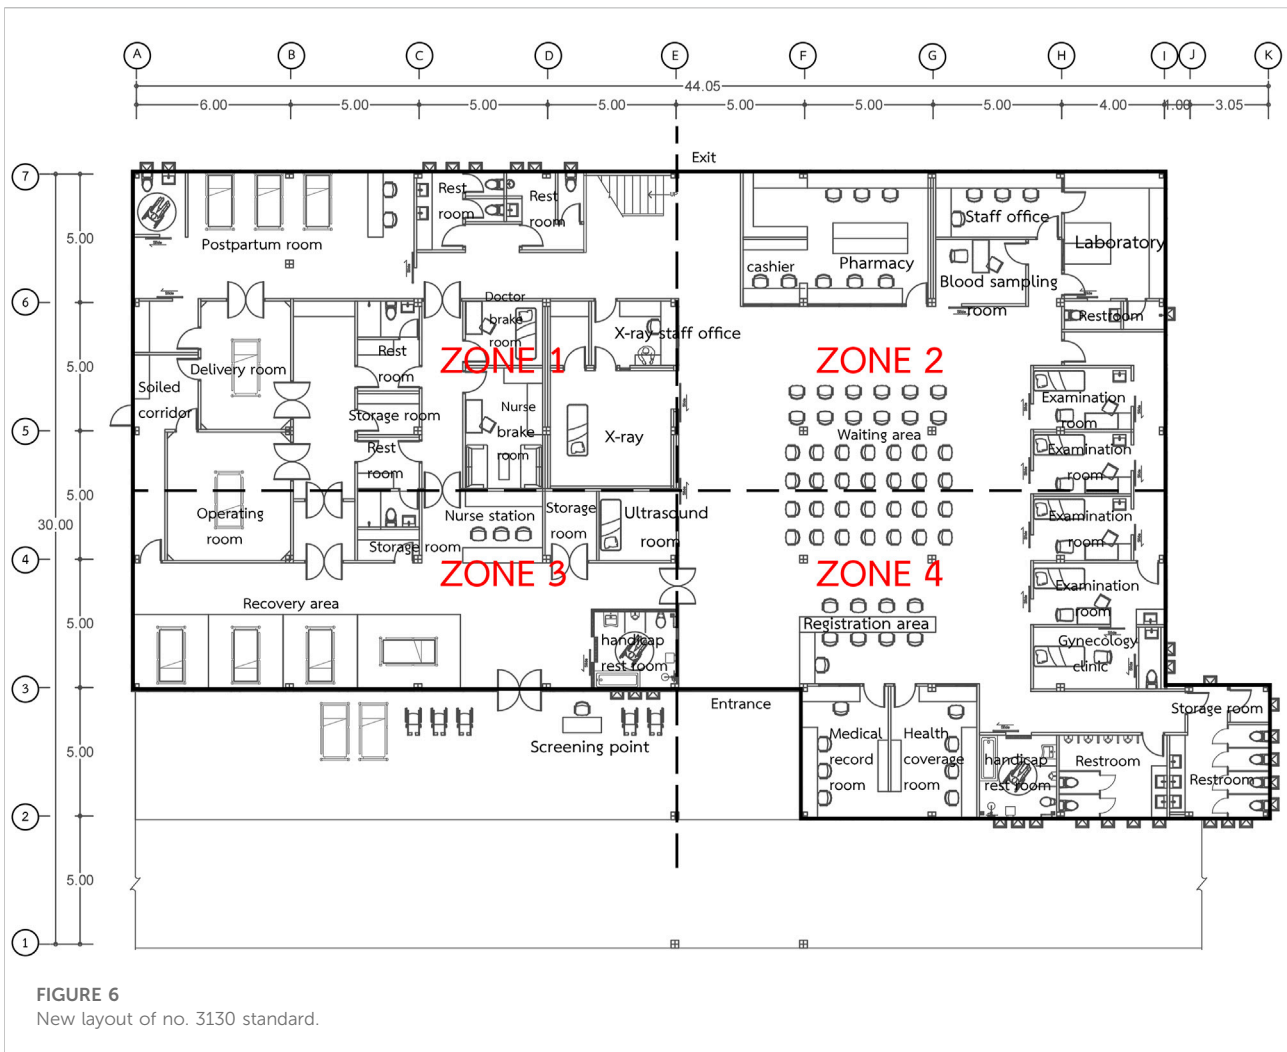 A B C D E F G H I J K
44.05
6.00 5.00 5.00 5.00 5.00 5.00 5.00 4.00 1.00 3.05
Exit
7
Rest
room
Rest
room
Staff office
Laboratory
5.00
Postpartum room
cashier
Pharmacy
Blood sampling
room
6
Doctor
brake
room
X-ray staff office
Restroom
5.00
Rest
room
ZONE 1
ZONE 2
Delivery room
Soiled
corridor
Storage room
Nurse
brake
room
X-ray
Examination
room
5
Waiting area
Rest
room
Examination
room
5.00
30.00
Operating
room
Storage room
Nurse station
Storage
room
Ultrasound
room
Examination
room
4
ZONE 3
ZONE 4
Examination
room
5.00
Recovery area
handicap
rest room
Registration area
Gynecology
clinic
3
Entrance
Storage room
5.00
Screening point
Medical
record
room
Health
coverage
room
handicap
rest room
Restroom
Restroom
2
5.00
1
FIGURE 6
New layout of no. 3130 standard.